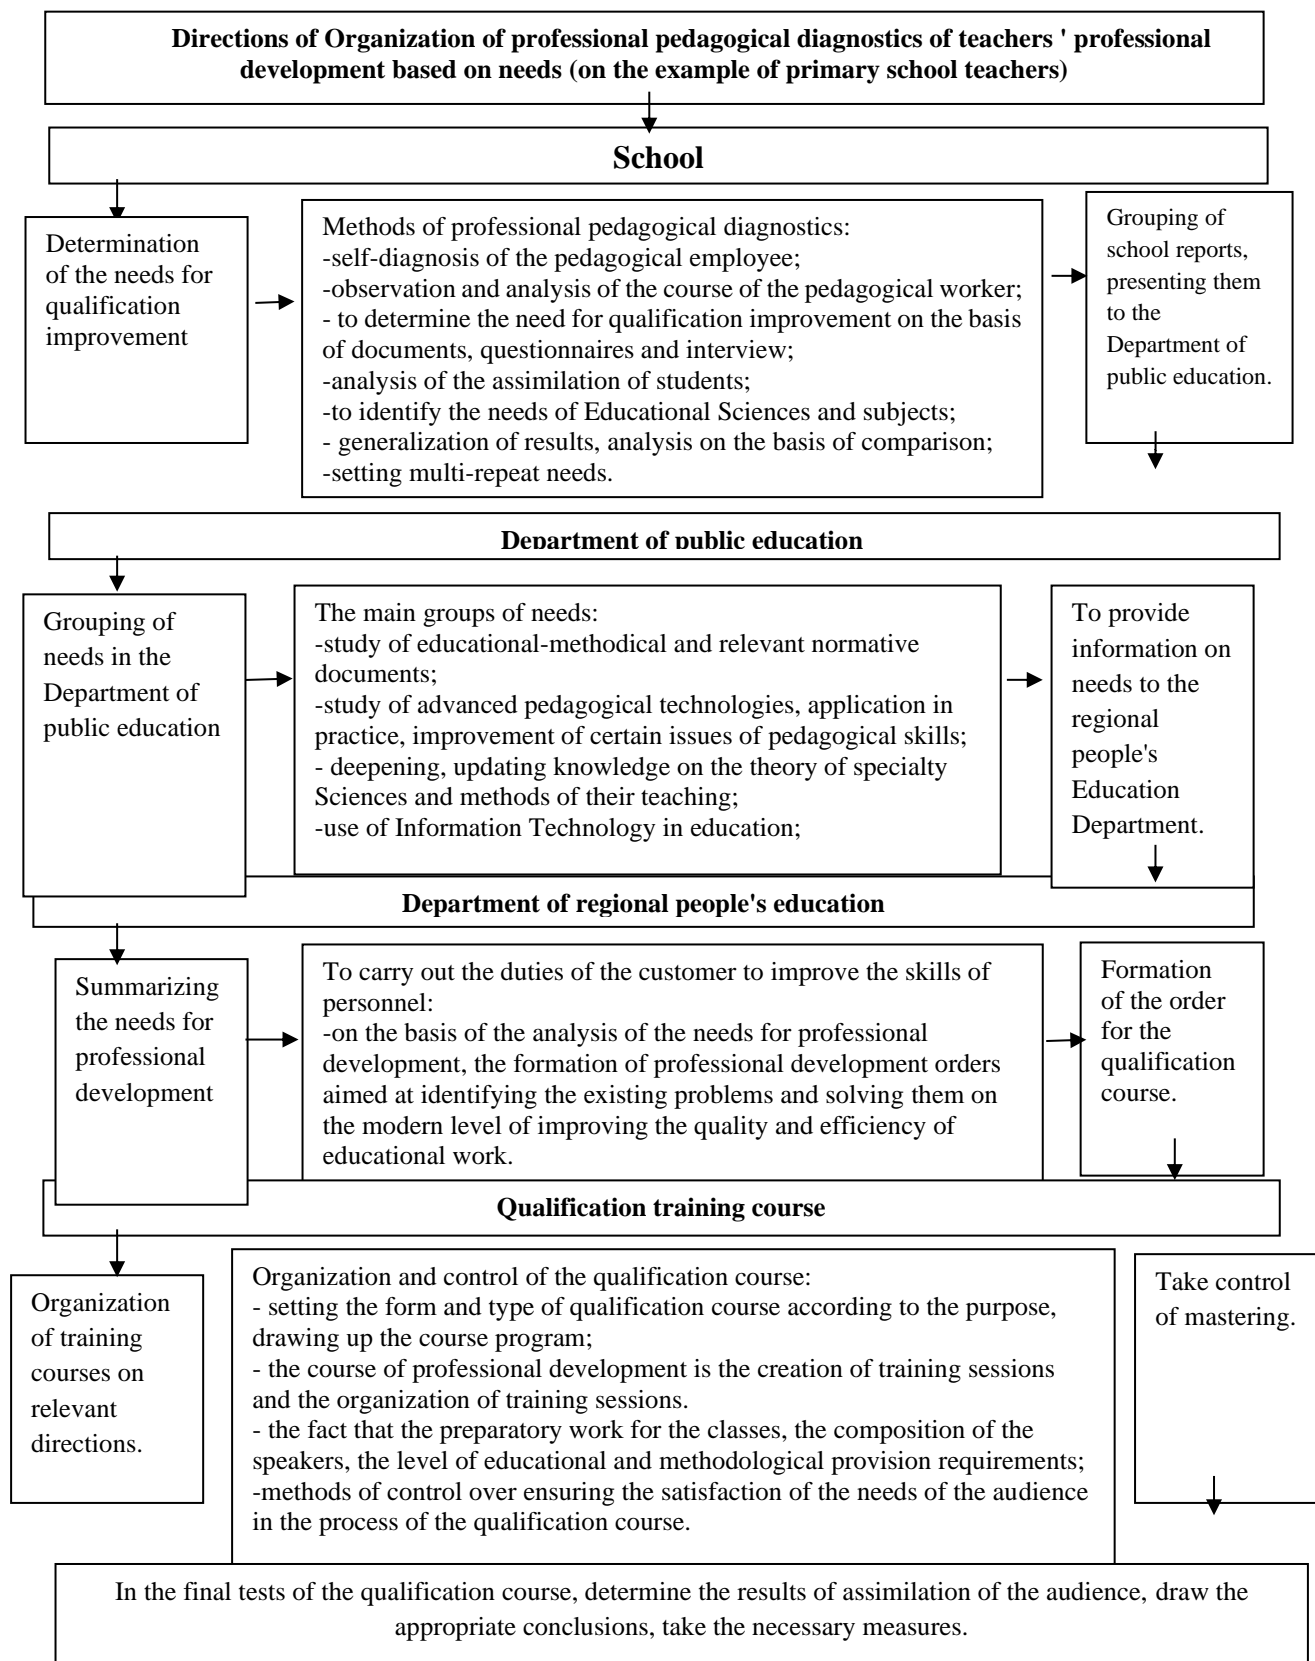 Directions of Organization of professional pedagogical diagnostics of teachers ' professional
development based on needs (on the example of primary school teachers)
School
Determination
of the needs for
qualification
improvement
Methods of professional pedagogical diagnostics:
-self-diagnosis of the pedagogical employee;
-observation and analysis of the course of the pedagogical worker;
- to determine the need for qualification improvement on the basis
of documents, questionnaires and interview;
-analysis of the assimilation of students;
-to identify the needs of Educational Sciences and subjects;
- generalization of results, analysis on the basis of comparison;
-setting multi-repeat needs.
Grouping of
school reports,
presenting them
to the
Department of
public education.
Department of public education
Grouping of
needs in the
Department of
public education
The main groups of needs:
-study of educational-methodical and relevant normative
documents;
-study of advanced pedagogical technologies, application in
practice, improvement of certain issues of pedagogical skills;
- deepening, updating knowledge on the theory of specialty
Sciences and methods of their teaching;
-use of Information Technology in education;
To provide
information on
needs to the
regional
people's
Education
Department.
Department of regional people's education
Summarizing
the needs for
professional
development
To carry out the duties of the customer to improve the skills of
personnel:
-on the basis of the analysis of the needs for professional
development, the formation of professional development orders
aimed at identifying the existing problems and solving them on
the modern level of improving the quality and efficiency of
educational work.
Formation
of the order
for the
qualification
course.
Qualification training course
Organization
of training
courses on
relevant
directions.
Organization and control of the qualification course:
- setting the form and type of qualification course according to the purpose,
drawing up the course program;
- the course of professional development is the creation of training sessions
and the organization of training sessions.
- the fact that the preparatory work for the classes, the composition of the
speakers, the level of educational and methodological provision requirements;
-methods of control over ensuring the satisfaction of the needs of the audience
in the process of the qualification course.
Take control
of mastering.
In the final tests of the qualification course, determine the results of assimilation of the audience, draw the
appropriate conclusions, take the necessary measures.